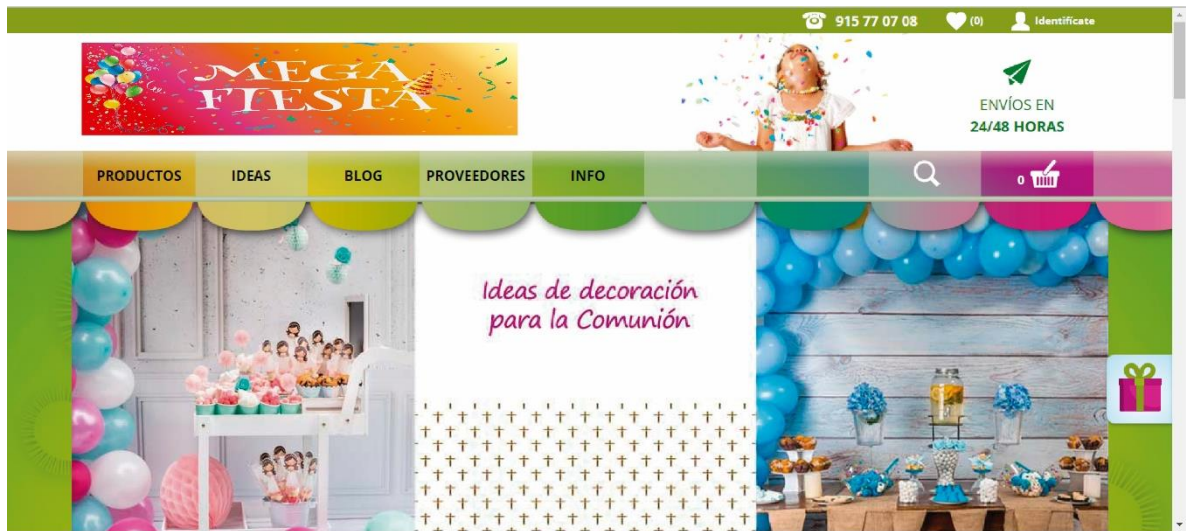 915 77 07 08 (0) Identifícate
MEGA
FIESTA
ENVÍOS EN
24/48 HORAS
PRODUCTOS IDEAS BLOG PROVEEDORES INFO 0
Ideas de decoración
para la Comunión